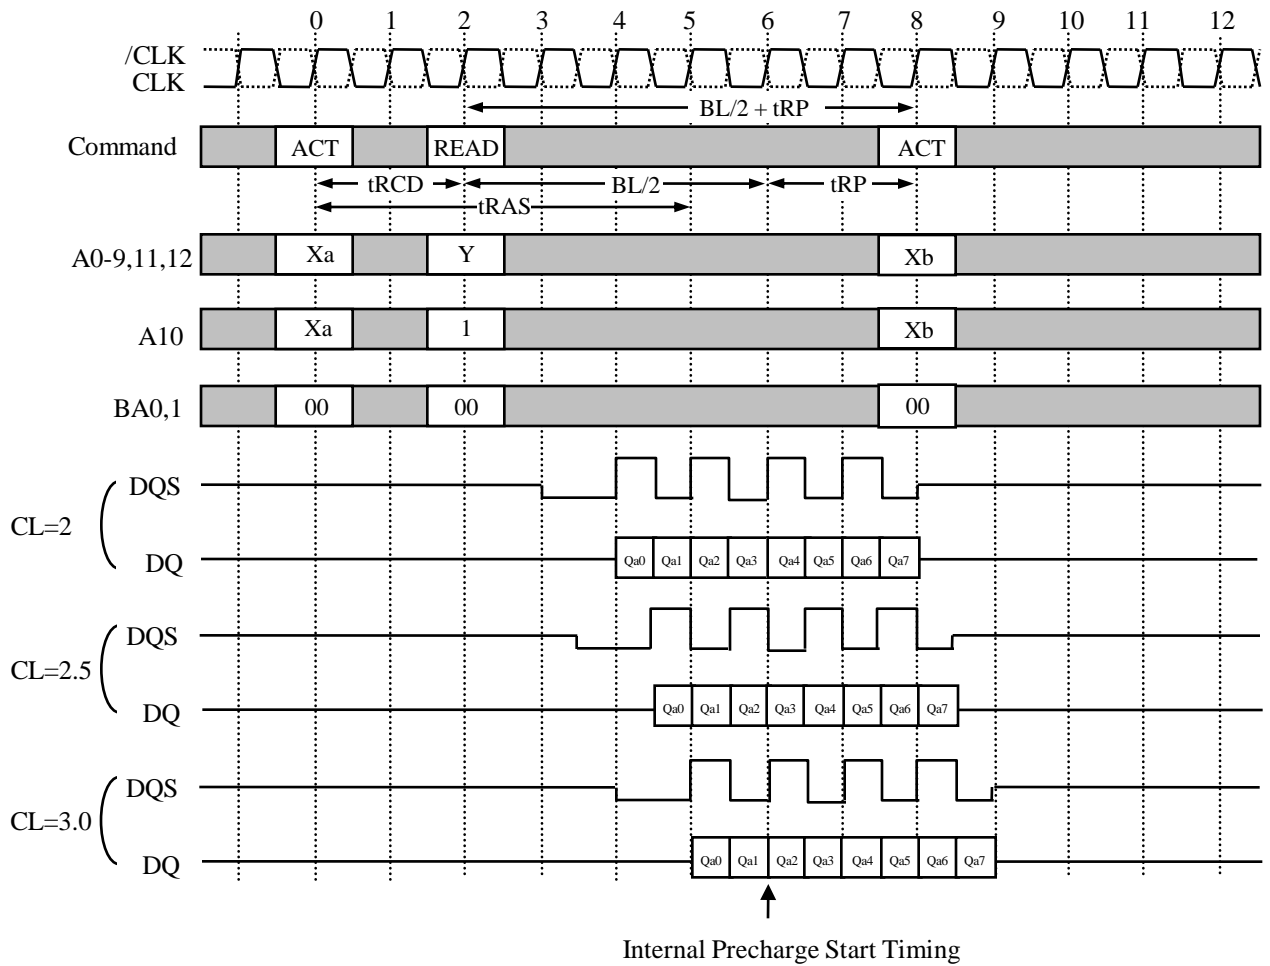 0 1 2 3 4 5 6 7 8 9 10 11 12
/CLK
CLK
BL/2 + tRP
Command ACT READ ACT
tRCD BL/2 tRP
tRAS
A0-9,11,12 Xa Y Xb
A10 Xa 1 Xb
BA0,1 00 00 00
DQS
CL=2
DQ Qa0 Qa1 Qa2 Qa3 Qa4 Qa5 Qa6 Qa7
DQS
CL=2.5
DQ Qa0 Qa1 Qa2 Qa3 Qa4 Qa5 Qa6 Qa7
DQS
CL=3.0
DQ Qa0 Qa1 Qa2 Qa3 Qa4 Qa5 Qa6 Qa7
Internal Precharge Start Timing